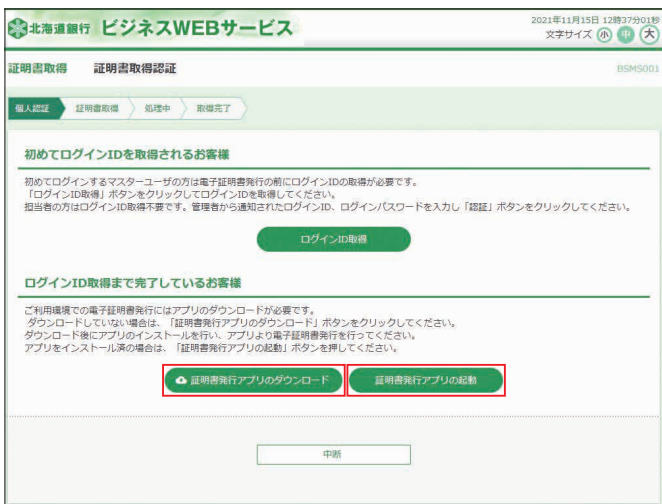 北海道銀行 ビジネスWEBサービス
2021年11月15日 12時37分01秒
文字サイズ 小 中 大
証明書取得 証明書取得認証
BSMS001
個人認証 証明書取得 処理中 取得完了
初めてログインIDを取得されるお客様
初めてログインするマスターユーザの方は電子証明書発行の前にログインIDの取得が必要です。
「ログインID取得」ボタンをクリックしてログインIDを取得してください。
担当者の方はログインID取得不要です。管理者から通知されたログインID、ログインパスワードを入力し「認証」ボタンをクリックしてください。
ログインID取得
ログインID取得まで完了しているお客様
ご利用環境での電子証明書発行にはアプリのダウンロードが必要です。
ダウンロードしていない場合は、「証明書発行アプリのダウンロード」ボタンをクリックしてください。
ダウンロード後にアプリのインストールを行い、アプリより電子証明書発行を行ってください。
アプリをインストール済の場合は、「証明書発行アプリの起動」ボタンを押してください。
証明書発行アプリのダウンロード 証明書発行アプリの起動
中断